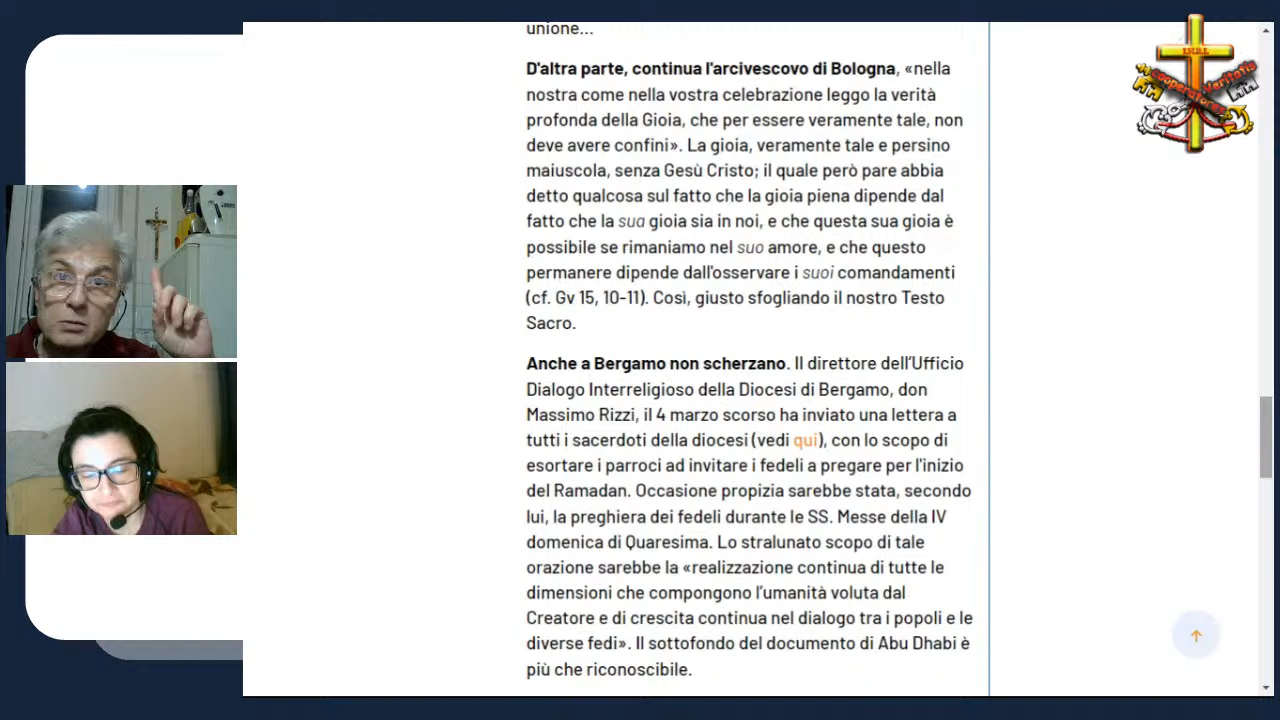 unione...
D'altra parte, continua l'arcivescovo di Bologna, «nella
nostra come nella vostra celebrazione leggo la verità
profonda della Gioia, che per essere veramente tale, non
deve avere confini». La gioia, veramente tale e persino
maiuscola, senza Gesù Cristo; il quale però pare abbia
detto qualcosa sul fatto che la gioia piena dipende dal
fatto che la sua gioia sia in noi, e che questa sua gioia è
possibile se rimaniamo nel suo amore, e che questo
permanere dipende dall'osservare i suoi comandamenti
(cf. Gv 15, 10-11). Così, giusto sfogliando il nostro Testo
Sacro.
Anche a Bergamo non scherzano. Il direttore dell'Ufficio
Dialogo Interreligioso della Diocesi di Bergamo, don
Massimo Rizzi, il 4 marzo scorso ha inviato una lettera a
tutti i sacerdoti della diocesi (vedi qui), con lo scopo di
esortare i parroci ad invitare i fedeli a pregare per l'inizio
del Ramadan. Occasione propizia sarebbe stata, secondo
lui, la preghiera dei fedeli durante le SS. Messe della IV
domenica di Quaresima. Lo stralunato scopo di tale
orazione sarebbe la «realizzazione continua di tutte le
dimensioni che compongono l'umanità voluta dal
Creatore e di crescita continua nel dialogo tra i popoli e le
diverse fedi». Il sottofondo del documento di Abu Dhabi è
più che riconoscibile.
cooperatores Veritatis